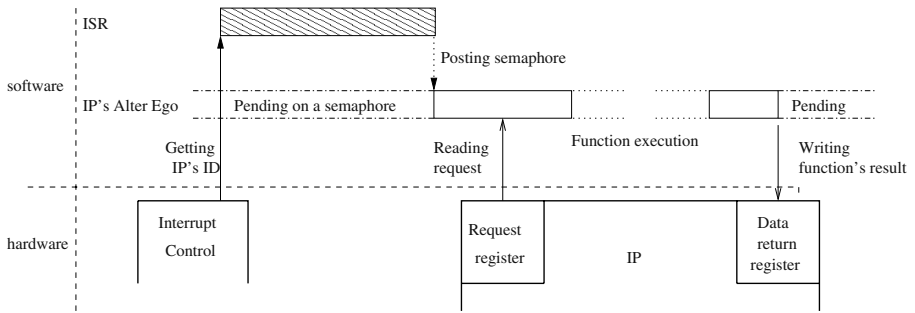 ISR
Posting semaphore
software
IP's Alter Ego
Pending on a semaphore
Pending
Function execution
Getting
IP's ID
Reading
request
Writing
function's result
hardware
Interrupt
Control
Request
register
IP
Data
return
register